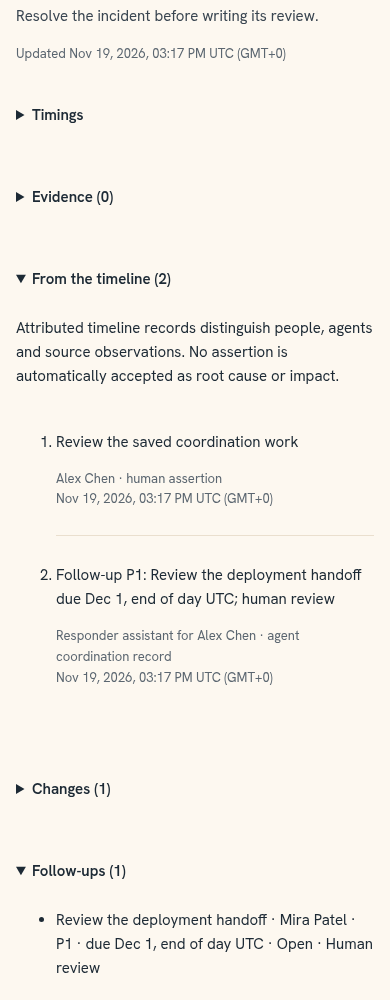 Resolve the incident before writing its review.
Updated Nov 19, 2026, 03:17 PM UTC (GMT+0)
Timings
Evidence (0)
From the timeline (2)
Attributed timeline records distinguish people, agents
and source observations. No assertion is
automatically accepted as root cause or impact.
1. Review the saved coordination work
Alex Chen · human assertion
Nov 19, 2026, 03:17 PM UTC (GMT+0)
2. Follow-up P1: Review the deployment handoff
due Dec 1, end of day UTC; human review
Responder assistant for Alex Chen · agent
coordination record
Nov 19, 2026, 03:17 PM UTC (GMT+0)
Changes (1)
Follow-ups (1)
• Review the deployment handoff · Mira Patel ·
P1 · due Dec 1, end of day UTC · Open · Human
review